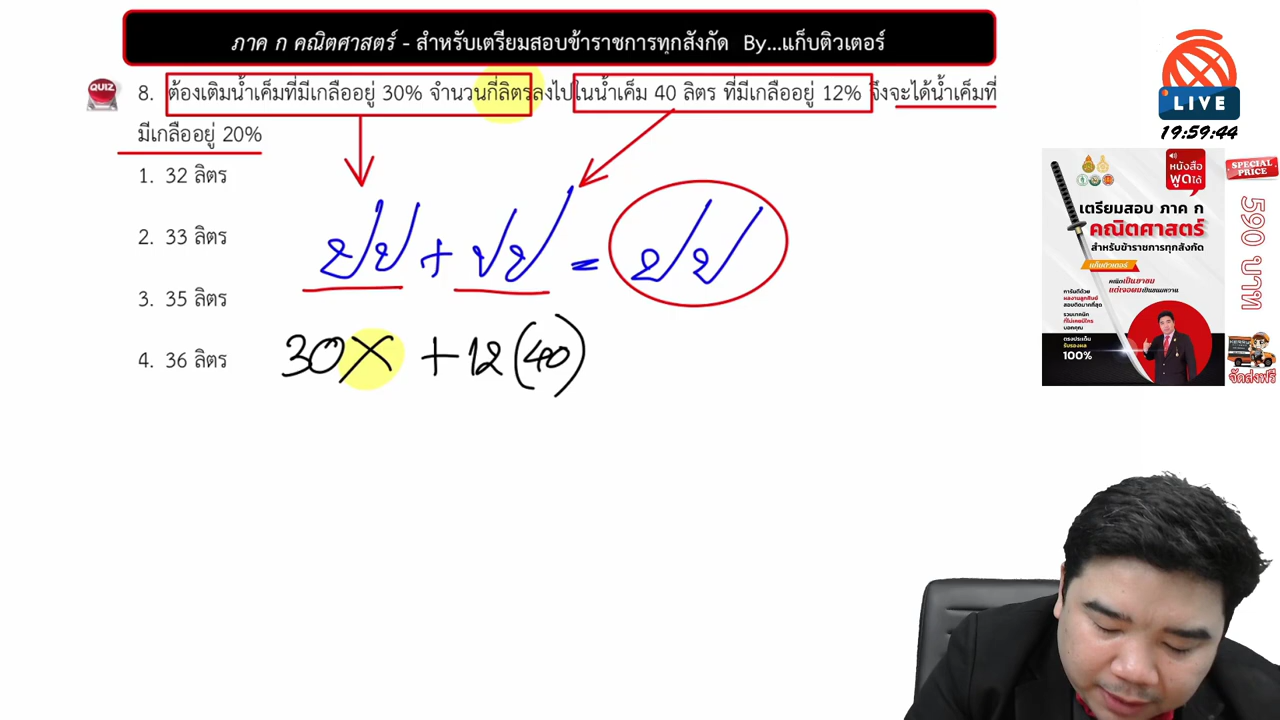 ภาค ก คณิตศาสตร์ - สำหรับเตรียมสอบข้าราชการทุกสังกัด By...แก็บติวเตอร์
QUIZ
8. ต้องเติมน้ำเค็มที่มีเกลืออยู่ 30% จำนวนกี่ลิตรลงไปในน้ำเค็ม 40 ลิตร ที่มีเกลืออยู่ 12% จึงจะได้น้ำเค็มที่
มีเกลืออยู่ 20%
1. 32 ลิตร
2. 33 ลิตร
3. 35 ลิตร
4. 36 ลิตร
ปป + ปป = ปป
30X + 12(40)
LIVE
19:59:44
หนังสือ
พูดได้
เตรียมสอบ ภาค ก
คณิตศาสตร์
สำหรับข้าราชการทุกสังกัด
แก็บติวเตอร์
100%
SPECIAL
PRICE
590 บาท
จัดส่งฟรี